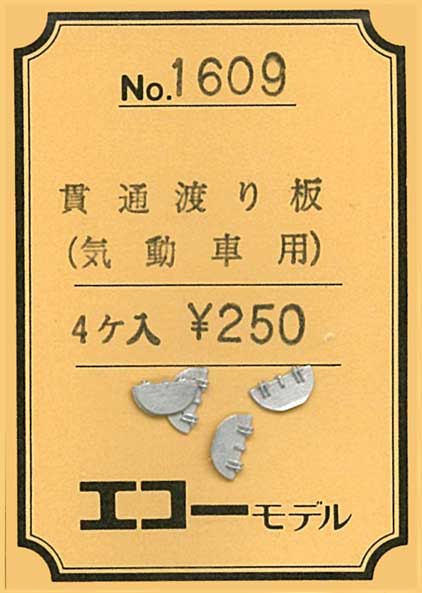 No.1609
貫通渡り板
(気動車用)
4ケ入 ¥250
エコーモデル